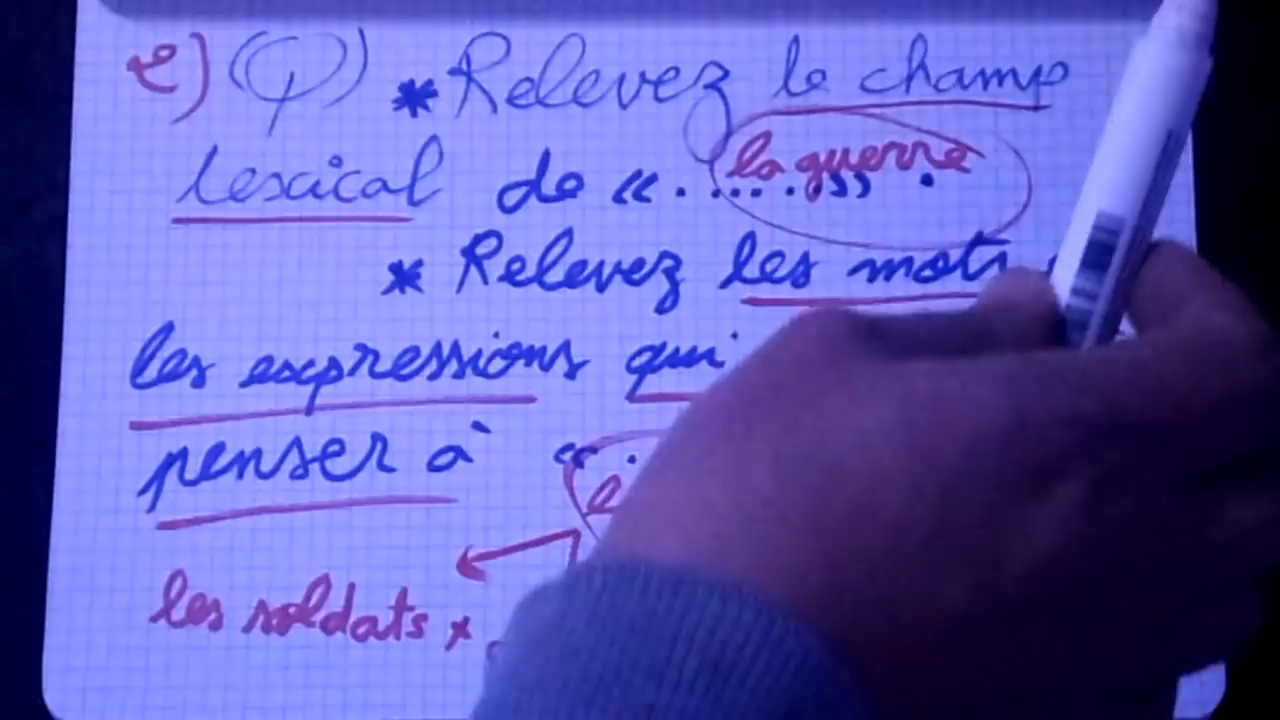 e) (Q) * Relevez le champ
lexical de « . la guerre ..... » .
* Relevez les mots
les expressions qui
penser à « .
les soldats *